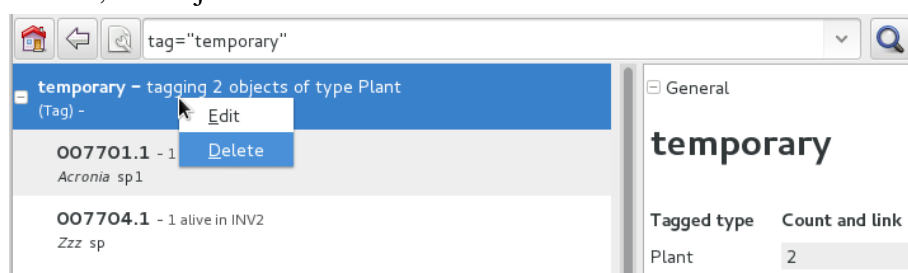 tag="temporary"
temporary – tagging 2 objects of type Plant
(Tag) –
Edit
Delete
007701.1 - 1
Acronia sp1
007704.1 - 1 alive in INV2
Zzz sp
General
temporary
Tagged type Count and link
Plant 2